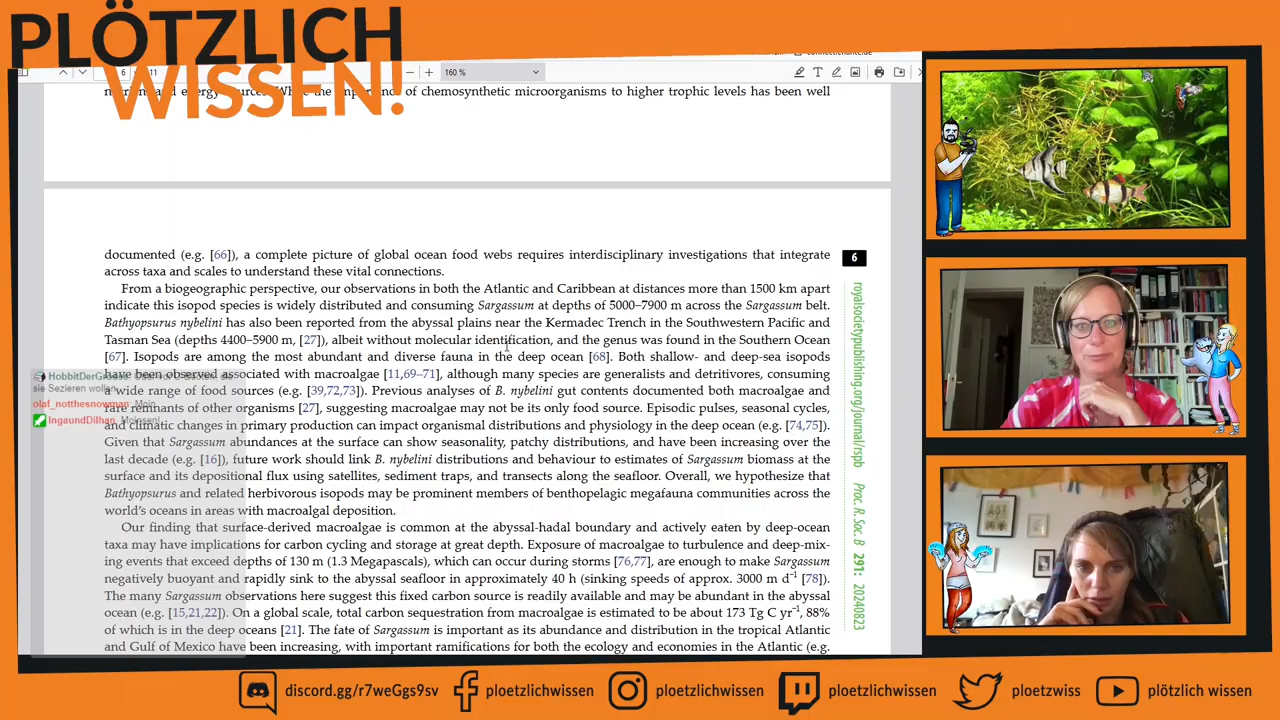 PLÖTZLICH
WISSEN!
6
11
160 %
of chemosynthetic microorganisms to higher trophic levels has been well
documented (e.g. [66]), a complete picture of global ocean food webs requires interdisciplinary investigations that integrate
across taxa and scales to understand these vital connections.
6
From a biogeographic perspective, our observations in both the Atlantic and Caribbean at distances more than 1500 km apart
indicate this isopod species is widely distributed and consuming Sargassum at depths of 5000–7900 m across the Sargassum belt.
Bathyopsurus nybelini has also been reported from the abyssal plains near the Kermadec Trench in the Southwestern Pacific and
Tasman Sea (depths 4400–5900 m, [27]), albeit without molecular identification, and the genus was found in the Southern Ocean
[67]. Isopods are among the most abundant and diverse fauna in the deep ocean [68]. Both shallow- and deep-sea isopods
have been observed associated with macroalgae [11,69–71], although many species are generalists and detritivores, consuming
a wide range of food sources (e.g. [39,72,73]). Previous analyses of B. nybelini gut contents documented both macroalgae and
rare remnants of other organisms [27], suggesting macroalgae may not be its only food source. Episodic pulses, seasonal cycles,
and climatic changes in primary production can impact organismal distributions and physiology in the deep ocean (e.g. [74,75]).
Given that Sargassum abundances at the surface can show seasonality, patchy distributions, and have been increasing over the
last decade (e.g. [16]), future work should link B. nybelini distributions and behaviour to estimates of Sargassum biomass at the
surface and its depositional flux using satellites, sediment traps, and transects along the seafloor. Overall, we hypothesize that
Bathyopsurus and related herbivorous isopods may be prominent members of benthopelagic megafauna communities across the
world's oceans in areas with macroalgal deposition.
Our finding that surface-derived macroalgae is common at the abyssal-hadal boundary and actively eaten by deep-ocean
taxa may have implications for carbon cycling and storage at great depth. Exposure of macroalgae to turbulence and deep-mix-
ing events that exceed depths of 130 m (1.3 Megapascals), which can occur during storms [76,77], are enough to make Sargassum
negatively buoyant and rapidly sink to the abyssal seafloor in approximately 40 h (sinking speeds of approx. 3000 m d⁻¹ [78]).
The many Sargassum observations here suggest this fixed carbon source is readily available and may be abundant in the abyssal
ocean (e.g. [15,21,22]). On a global scale, total carbon sequestration from macroalgae is estimated to be about 173 Tg C yr⁻¹, 88%
of which is in the deep oceans [21]. The fate of Sargassum is important as its abundance and distribution in the tropical Atlantic
and Gulf of Mexico have been increasing, with important ramifications for both the ecology and economies in the Atlantic (e.g.
royalsocietypublishing.org/journal/rspb Proc. R. Soc. B 291: 20240823
HobbitDerGrosse
sie Sezieren wollen
olaf_notthesnowman: Moin
IngaundDilhan: Moinsen!
discord.gg/r7weGgs9sv
ploetzlichwissen
ploetzlichwissen
ploetzlichwissen
ploetzwiss
plötzlich wissen